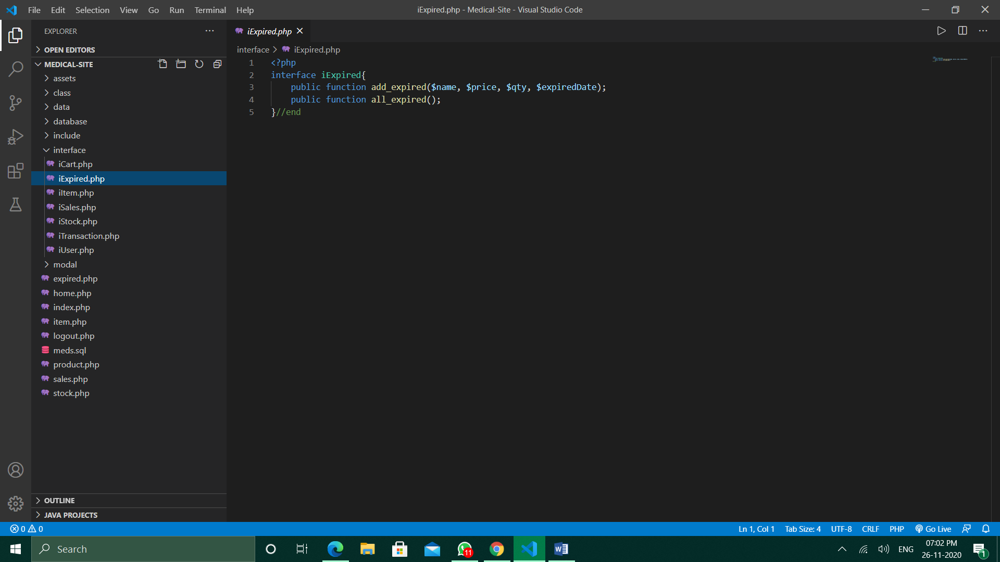 File Edit Selection View Go Run Terminal Help
iExpired.php - Medical-Site - Visual Studio Code
EXPLORER
OPEN EDITORS
MEDICAL-SITE
assets
class
data
database
include
interface
iCart.php
iExpired.php
iItem.php
iSales.php
iStock.php
iTransaction.php
iUser.php
modal
expired.php
home.php
index.php
item.php
logout.php
meds.sql
product.php
sales.php
stock.php
OUTLINE
JAVA PROJECTS
iExpired.php
interface > iExpired.php
1 <?php
2 interface iExpired{
3     public function add_expired($name, $price, $qty, $expiredDate);
4     public function all_expired();
5 }//end
0 0
Ln 1, Col 1 Tab Size: 4 UTF-8 CRLF PHP Go Live
Search
11
W
ENG
07:02 PM
26-11-2020
1